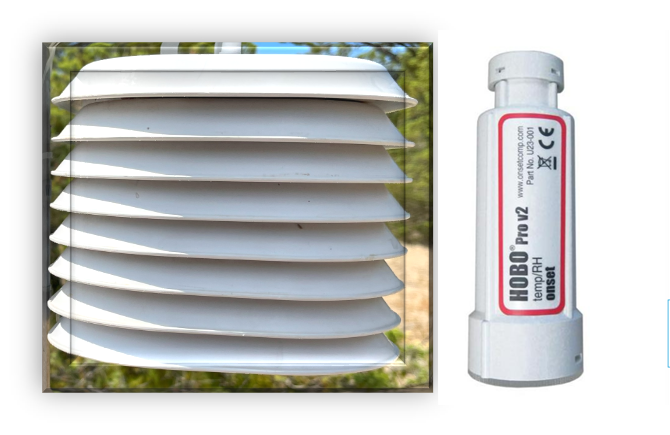 HOBO® Pro v2
temp/RH
onset
www.onsetcomp.com
Part No. U23-001
CE